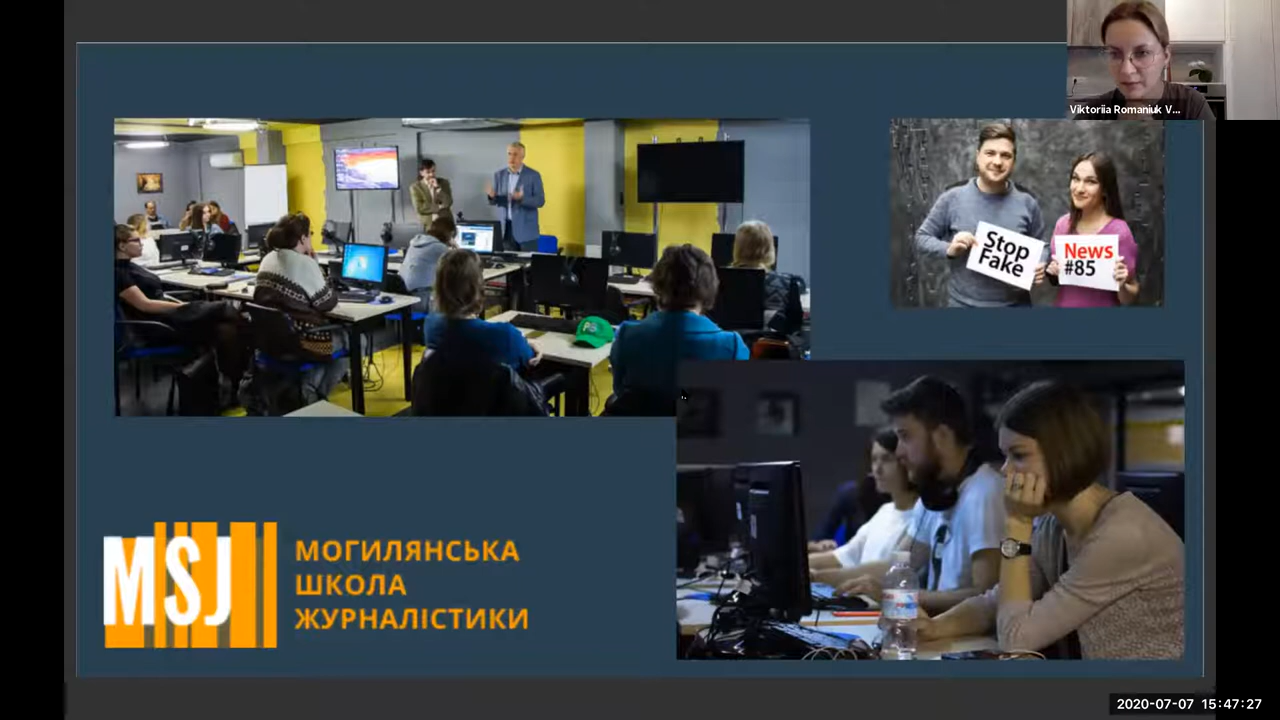 Viktoriia Romaniuk V...
Stop
Fake
News
#85
MSJ
МОГИЛЯНСЬКА
ШКОЛА
ЖУРНАЛІСТИКИ
2020-07-07 15:47:27